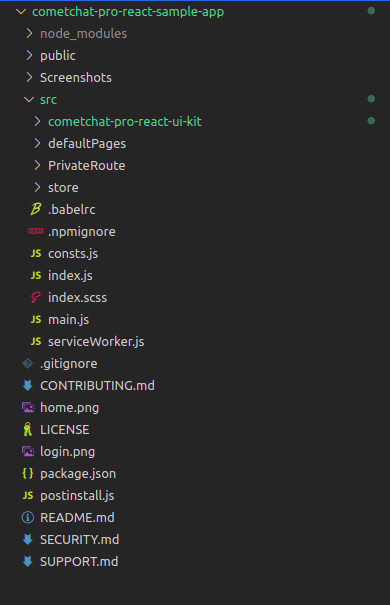 cometchat-pro-react-sample-app
node_modules
public
Screenshots
src
cometchat-pro-react-ui-kit
defaultPages
PrivateRoute
store
.babelrc
.npmignore
JS consts.js
JS index.js
index.scss
JS main.js
JS serviceWorker.js
.gitignore
CONTRIBUTING.md
home.png
LICENSE
login.png
{ } package.json
JS postinstall.js
README.md
SECURITY.md
SUPPORT.md